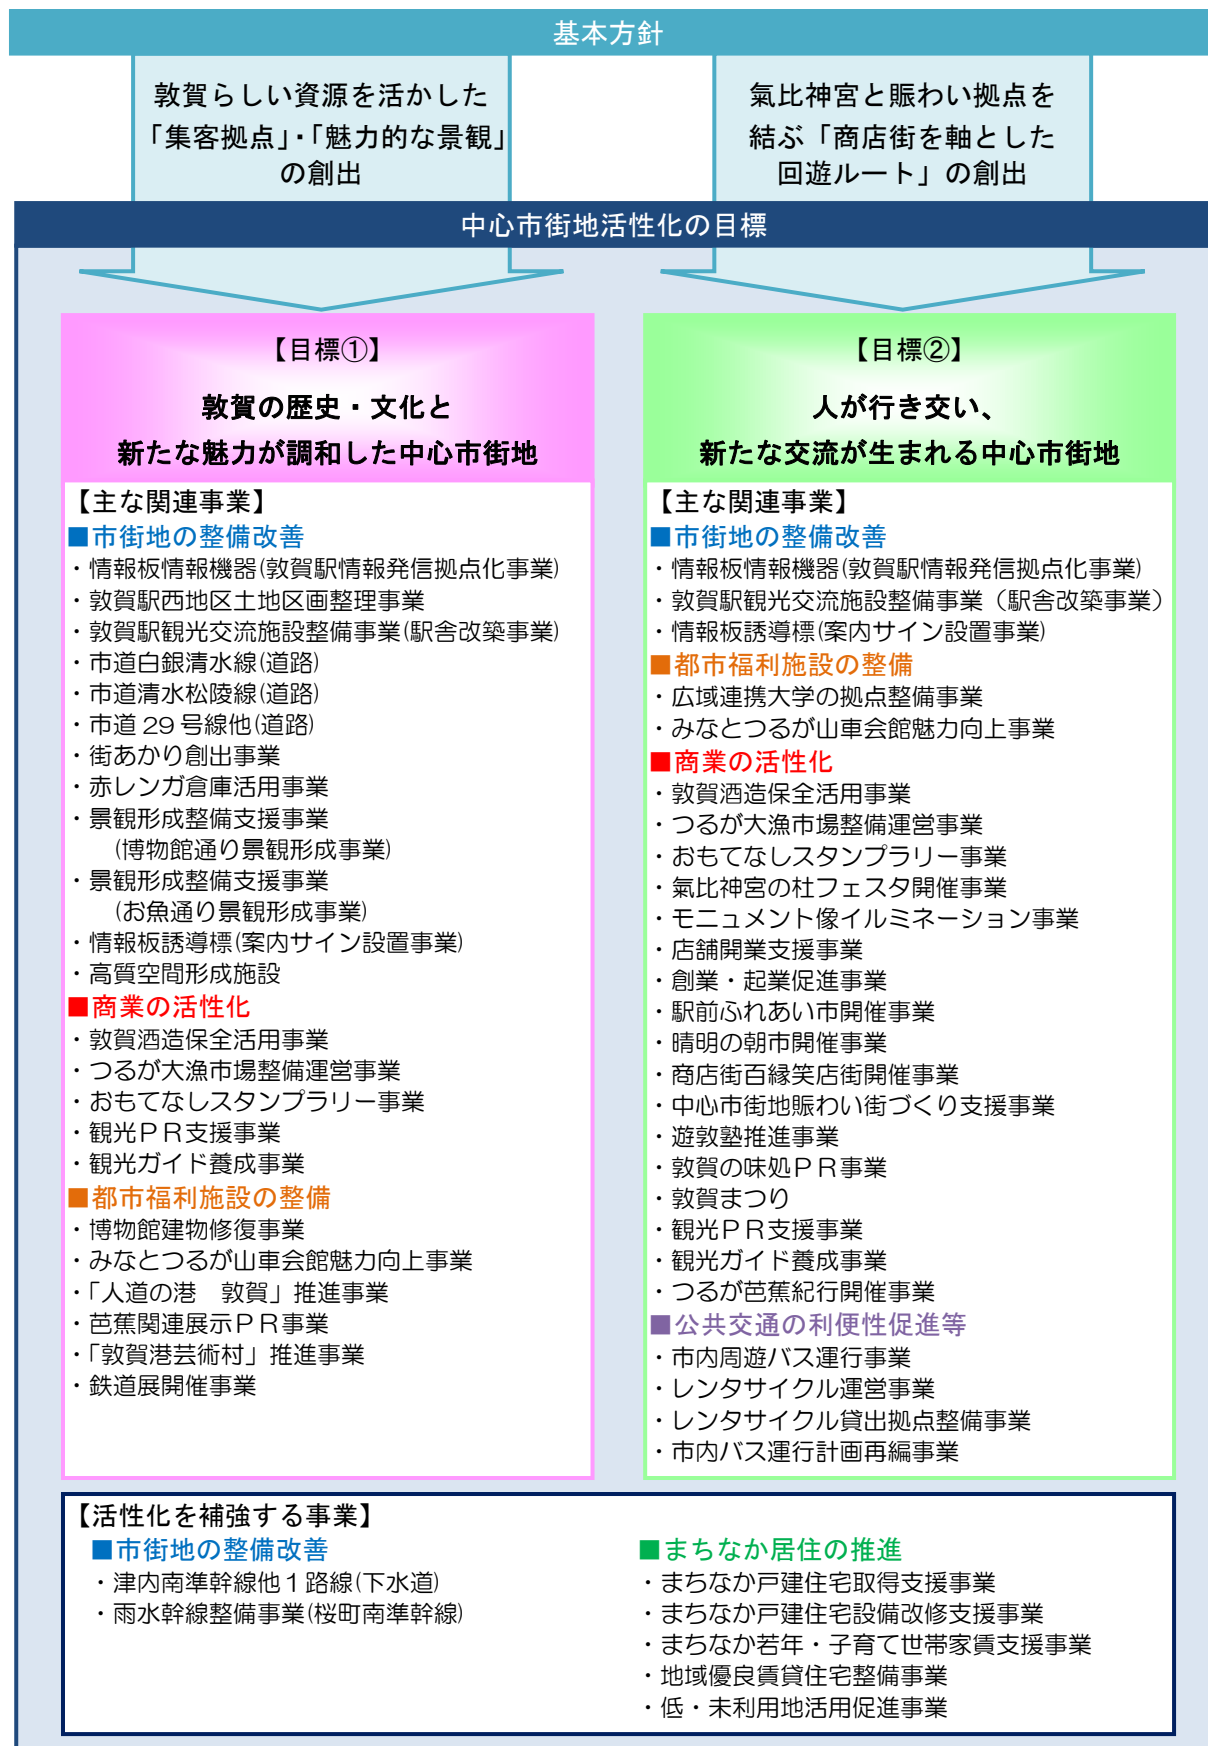 基本方針
敦賀らしい資源を活かした
「集客拠点」・「魅力的な景観」
の創出
氣比神宮と賑わい拠点を
結ぶ「商店街を軸とした
回遊ルート」の創出
中心市街地活性化の目標
【目標①】
敦賀の歴史・文化と
新たな魅力が調和した中心市街地
【主な関連事業】
■市街地の整備改善
・情報板情報機器(敦賀駅情報発信拠点化事業)
・敦賀駅西地区土地区画整理事業
・敦賀駅観光交流施設整備事業(駅舎改築事業)
・市道白銀清水線(道路)
・市道清水松陵線(道路)
・市道 29 号線他(道路)
・街あかり創出事業
・赤レンガ倉庫活用事業
・景観形成整備支援事業
(博物館通り景観形成事業)
・景観形成整備支援事業
(お魚通り景観形成事業)
・情報板誘導標(案内サイン設置事業)
・高質空間形成施設
■商業の活性化
・敦賀酒造保全活用事業
・つるが大漁市場整備運営事業
・おもてなしスタンプラリー事業
・観光ＰＲ支援事業
・観光ガイド養成事業
■都市福利施設の整備
・博物館建物修復事業
・みなとつるが山車会館魅力向上事業
・「人道の港　敦賀」推進事業
・芭蕉関連展示ＰＲ事業
・「敦賀港芸術村」推進事業
・鉄道展開催事業
【目標②】
人が行き交い、
新たな交流が生まれる中心市街地
【主な関連事業】
■市街地の整備改善
・情報板情報機器(敦賀駅情報発信拠点化事業)
・敦賀駅観光交流施設整備事業（駅舎改築事業）
・情報板誘導標(案内サイン設置事業)
■都市福利施設の整備
・広域連携大学の拠点整備事業
・みなとつるが山車会館魅力向上事業
■商業の活性化
・敦賀酒造保全活用事業
・つるが大漁市場整備運営事業
・おもてなしスタンプラリー事業
・氣比神宮の杜フェスタ開催事業
・モニュメント像イルミネーション事業
・店舗開業支援事業
・創業・起業促進事業
・駅前ふれあい市開催事業
・晴明の朝市開催事業
・商店街百縁笑店街開催事業
・中心市街地賑わい街づくり支援事業
・遊敦塾推進事業
・敦賀の味処ＰＲ事業
・敦賀まつり
・観光ＰＲ支援事業
・観光ガイド養成事業
・つるが芭蕉紀行開催事業
■公共交通の利便性促進等
・市内周遊バス運行事業
・レンタサイクル運営事業
・レンタサイクル貸出拠点整備事業
・市内バス運行計画再編事業
【活性化を補強する事業】
■市街地の整備改善
・津内南準幹線他１路線(下水道)
・雨水幹線整備事業(桜町南準幹線)
■まちなか居住の推進
・まちなか戸建住宅取得支援事業
・まちなか戸建住宅設備改修支援事業
・まちなか若年・子育て世帯家賃支援事業
・地域優良賃貸住宅整備事業
・低・未利用地活用促進事業